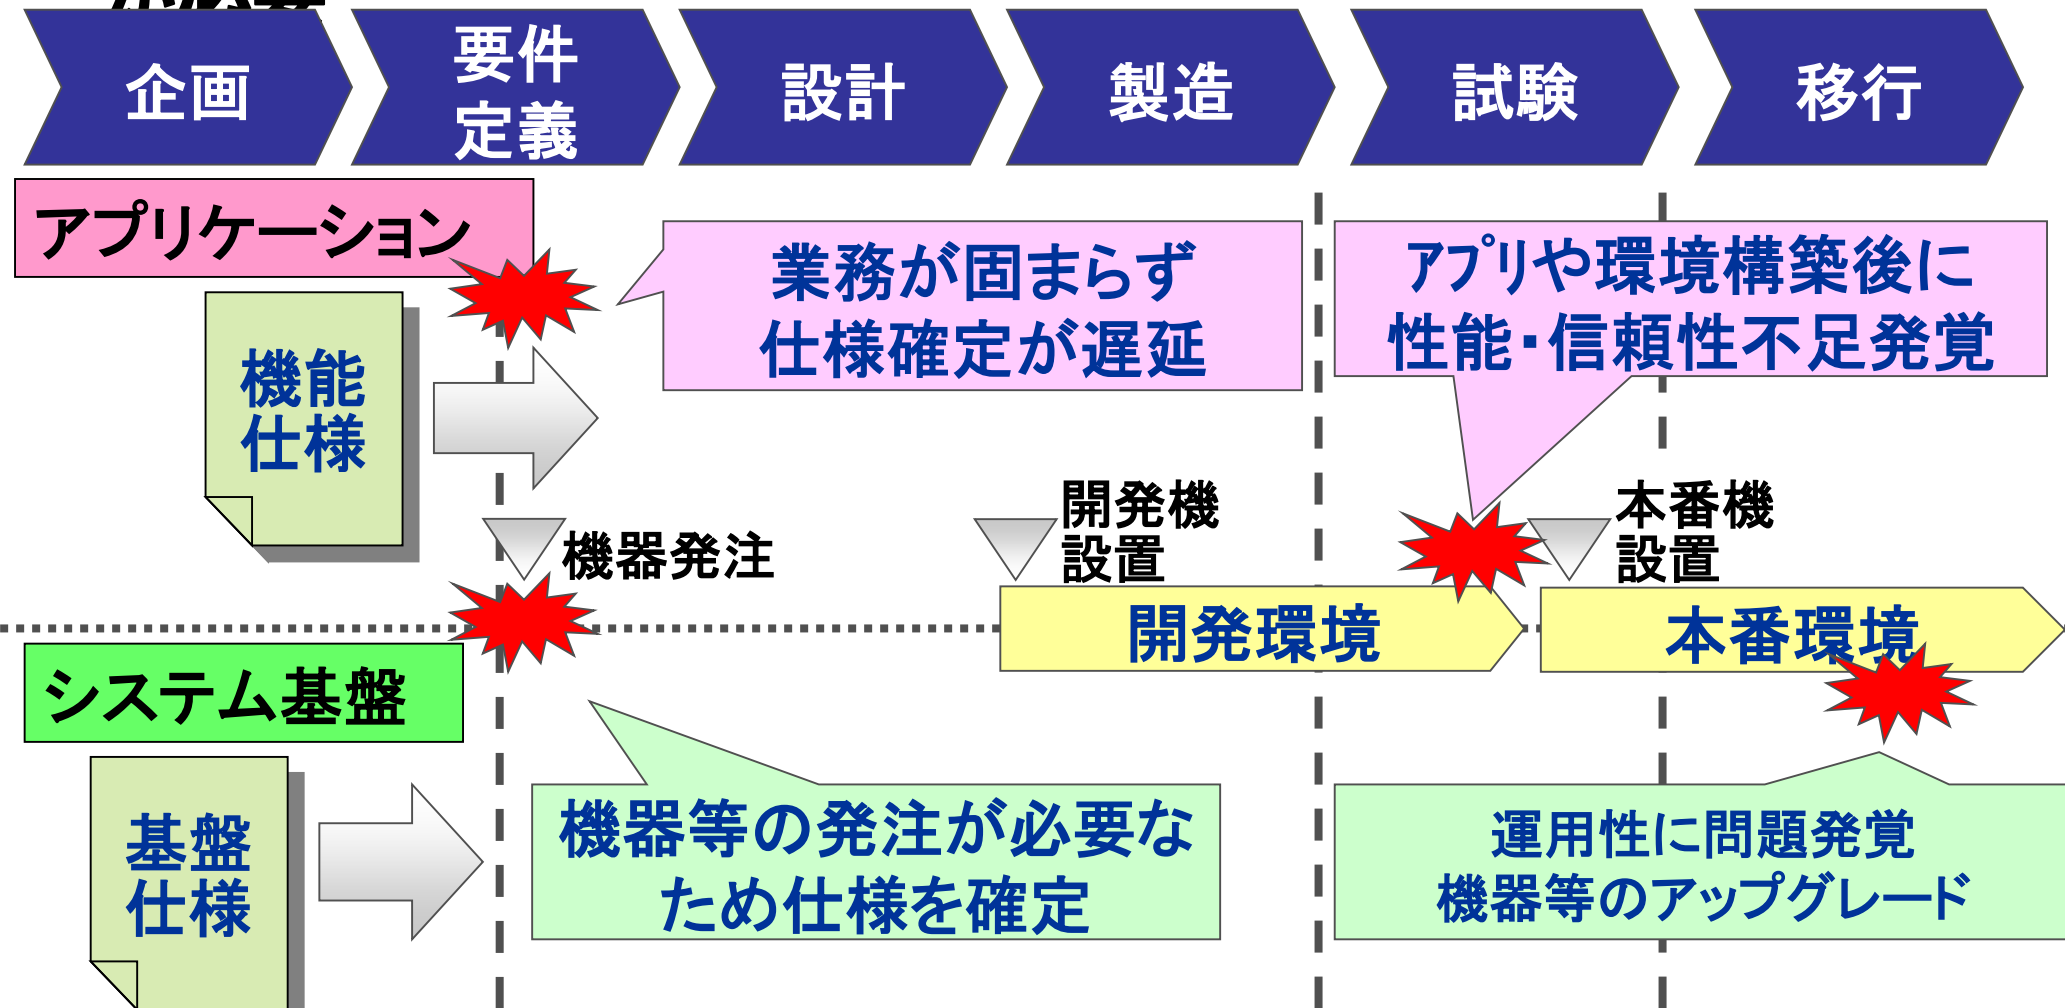 企画
要件
定義
設計
製造
試験
移行
アプリケーション
業務が固まらず
仕様確定が遅延
アプリや環境構築後に
性能・信頼性不足発覚
機能
仕様
機器発注
開発機
設置
本番機
設置
開発環境
本番環境
システム基盤
基盤
仕様
機器等の発注が必要な
ため仕様を確定
運用性に問題発覚
機器等のアップグレード